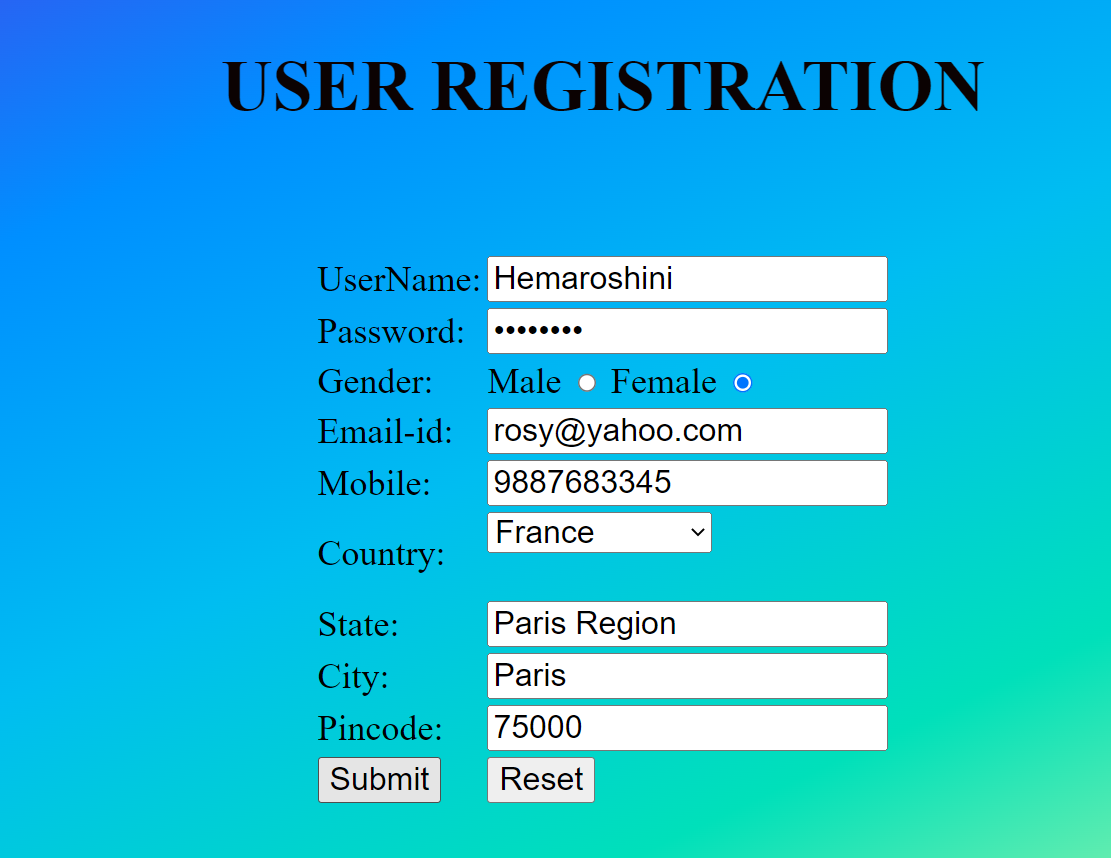 USER REGISTRATION
UserName: Hemaroshini
Password: ••••••••
Gender: Male Female
Email-id: rosy@yahoo.com
Mobile: 9887683345
Country: France
State: Paris Region
City: Paris
Pincode: 75000
Submit Reset